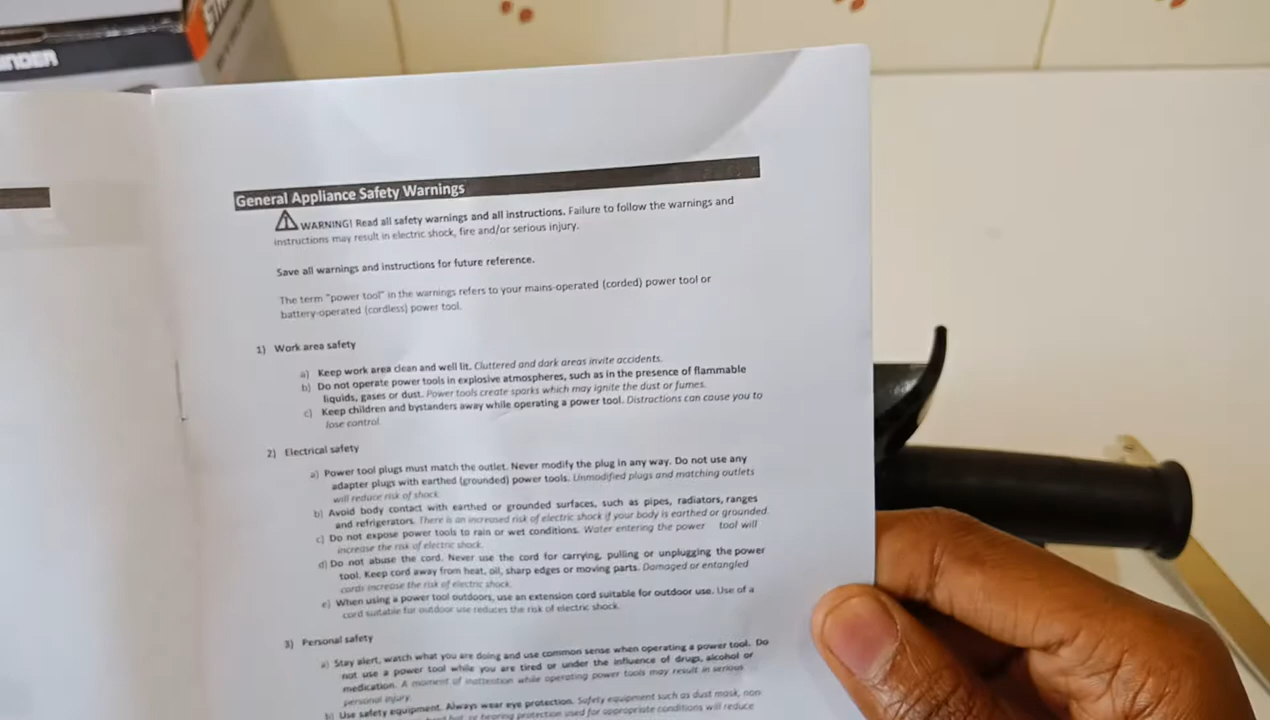 General Appliance Safety Warnings
WARNING! Read all safety warnings and all instructions. Failure to follow the warnings and
instructions may result in electric shock, fire and/or serious injury.
Save all warnings and instructions for future reference.
The term "power tool" in the warnings refers to your mains-operated (corded) power tool or
battery-operated (cordless) power tool.
1) Work area safety
a) Keep work area clean and well lit. Cluttered and dark areas invite accidents.
b) Do not operate power tools in explosive atmospheres, such as in the presence of flammable
liquids, gases or dust. Power tools create sparks which may ignite the dust or fumes.
c) Keep children and bystanders away while operating a power tool. Distractions can cause you to
lose control.
2) Electrical safety
a) Power tool plugs must match the outlet. Never modify the plug in any way. Do not use any
adapter plugs with earthed (grounded) power tools. Unmodified plugs and matching outlets
will reduce risk of shock.
b) Avoid body contact with earthed or grounded surfaces, such as pipes, radiators, ranges
and refrigerators. There is an increased risk of electric shock if your body is earthed or grounded.
c) Do not expose power tools to rain or wet conditions. Water entering the power tool will
increase the risk of electric shock.
d) Do not abuse the cord. Never use the cord for carrying, pulling or unplugging the power
tool. Keep cord away from heat, oil, sharp edges or moving parts. Damaged or entangled
cords increase the risk of electric shock.
e) When using a power tool outdoors, use an extension cord suitable for outdoor use. Use of a
cord suitable for outdoor use reduces the risk of electric shock.
3) Personal safety
a) Stay alert, watch what you are doing and use common sense when operating a power tool. Do
not use a power tool while you are tired or under the influence of drugs, alcohol or
medication. A moment of inattention while operating power tools may result in serious
personal injury.
b) Use safety equipment. Always wear eye protection. Safety equipment such as dust mask, non-
hat, or hearing protection used for appropriate conditions will reduce